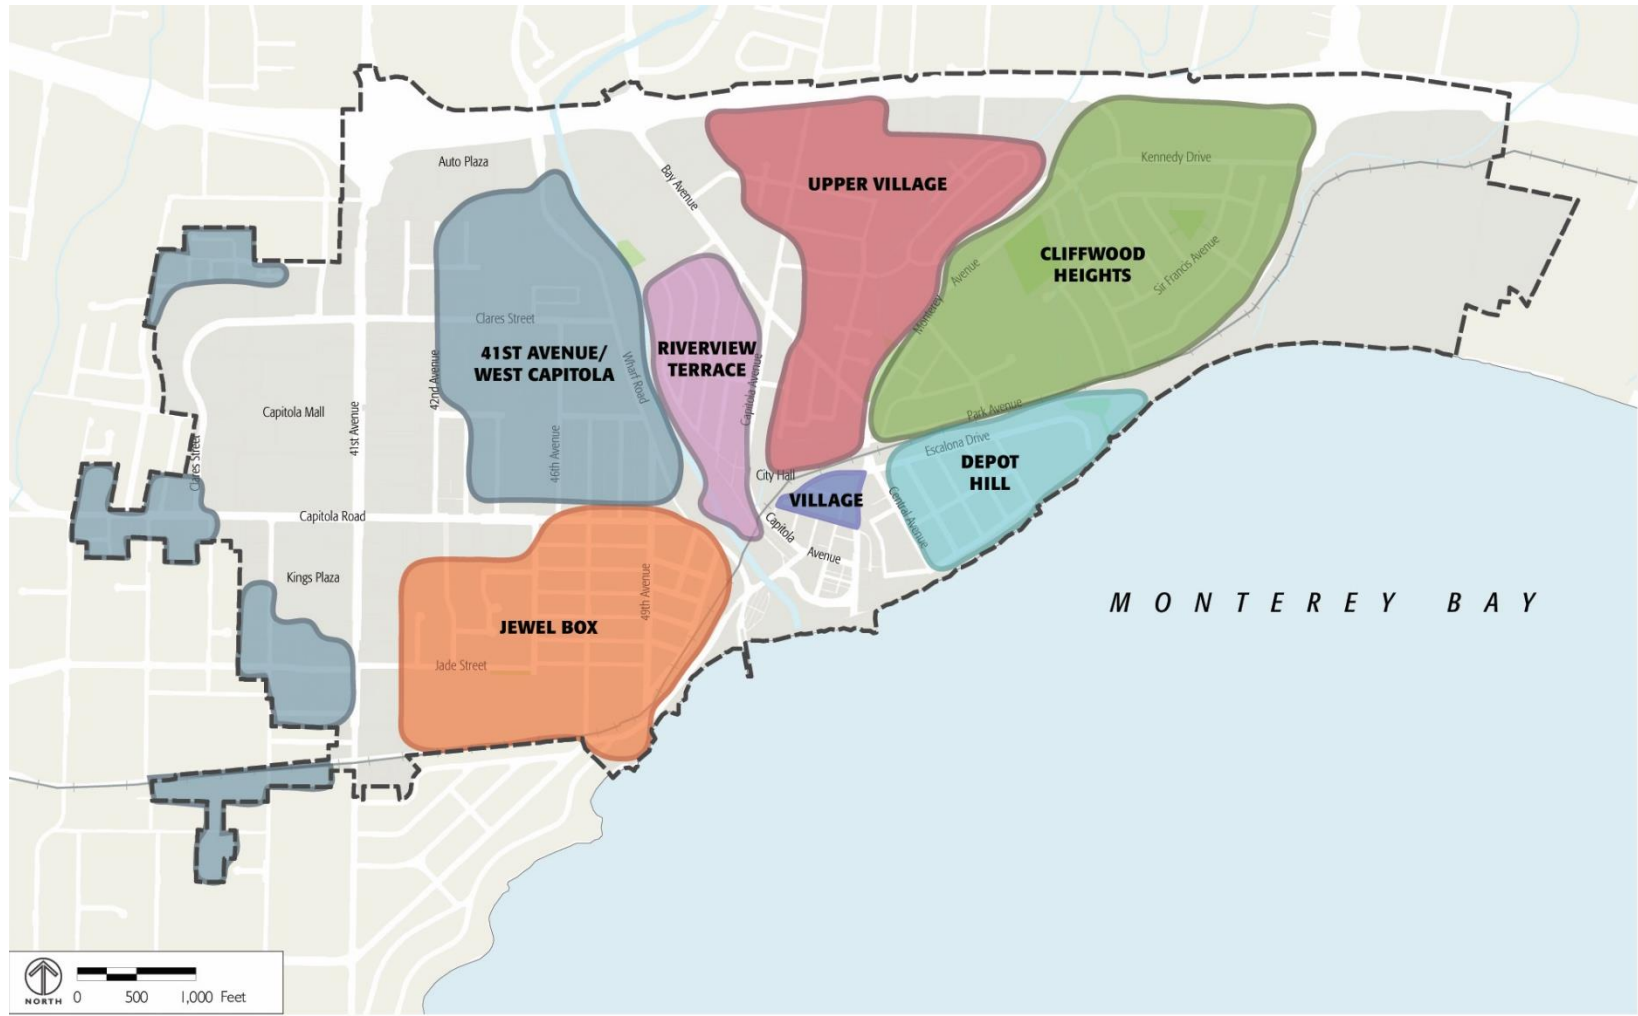 Auto Plaza
Bay Avenue
UPPER VILLAGE
Kennedy Drive
CLIFFWOOD
HEIGHTS
Sir Francis Avenue
Monterey Avenue
Clares Street
41ST AVENUE/
WEST CAPITOLA
Wharf Road
RIVERVIEW
TERRACE
Capitola Avenue
42nd Avenue
Capitola Mall
41st Avenue
Clares Street
46th Avenue
Park Avenue
Escalona Drive
DEPOT
HILL
City Hall
VILLAGE
Central Avenue
Capitola Road
Capitola
Avenue
Kings Plaza
49th Avenue
JEWEL BOX
Jade Street
MONTEREY BAY
NORTH
0 500 1,000 Feet